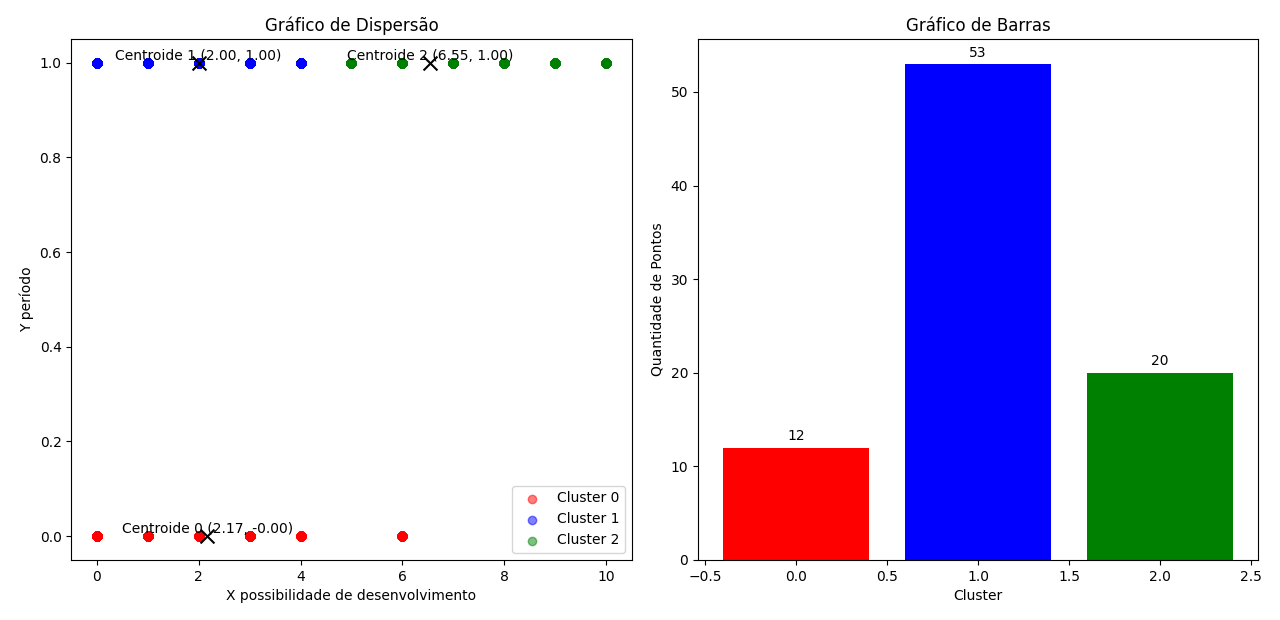 Gráfico de Dispersão
Centroide 1 (2.00, 1.00)
Centroide 2 (6.55, 1.00)
1.0
0.8
0.6
0.4
0.2
0.0
Y período
Centroide 0 (2.17, -0.00)
Cluster 0
Cluster 1
Cluster 2
0 2 4 6 8 10
X possibilidade de desenvolvimento
Gráfico de Barras
53
20
12
50
40
30
20
10
0
Quantidade de Pontos
−0.5 0.0 0.5 1.0 1.5 2.0 2.5
Cluster